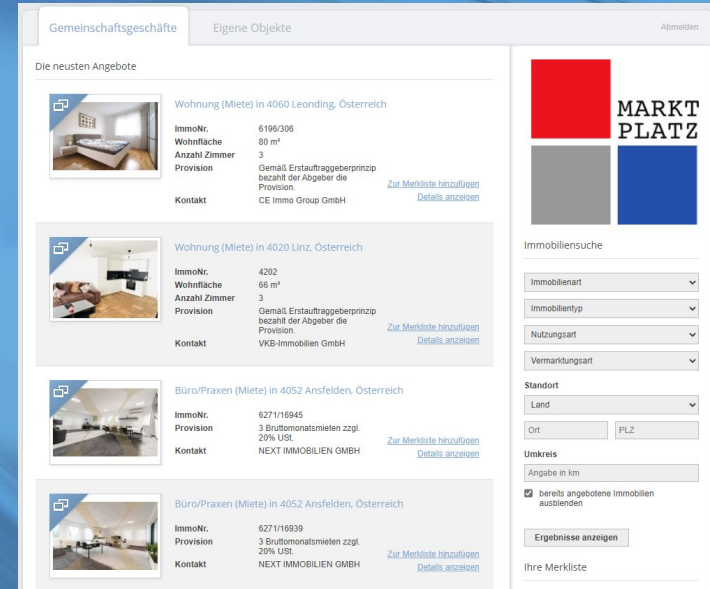 Gemeinschaftsgeschäfte
Eigene Objekte
Abmelden
Die neusten Angebote
Wohnung (Miete) in 4060 Leonding, Österreich
ImmoNr. 6196/306
Wohnfläche 80 m²
Anzahl Zimmer 3
Provision Gemäß Erstauftraggeberprinzip
bezahlt der Abgeber die
Provision.
Zur Merkliste hinzufügen
Kontakt CE Immo Group GmbH
Details anzeigen
Wohnung (Miete) in 4020 Linz, Österreich
ImmoNr. 4202
Wohnfläche 66 m²
Anzahl Zimmer 3
Provision Gemäß Erstauftraggeberprinzip
bezahlt der Abgeber die
Provision.
Zur Merkliste hinzufügen
Kontakt VKB-Immobilien GmbH
Details anzeigen
Büro/Praxen (Miete) in 4052 Ansfelden, Österreich
ImmoNr. 6271/16945
Provision 3 Bruttomonatsmieten zzgl.
20% USt.
Zur Merkliste hinzufügen
Kontakt NEXT IMMOBILIEN GMBH
Details anzeigen
Büro/Praxen (Miete) in 4052 Ansfelden, Österreich
ImmoNr. 6271/16939
Provision 3 Bruttomonatsmieten zzgl.
20% USt.
Zur Merkliste hinzufügen
Kontakt NEXT IMMOBILIEN GMBH
Details anzeigen
MARKT
PLATZ
Immobiliensuche
Immobilienart
Immobilientyp
Nutzungsart
Vermarktungsart
Standort
Land
Ort PLZ
Umkreis
Angabe in km
bereits angebotene Immobilien
ausblenden
Ergebnisse anzeigen
Ihre Merkliste